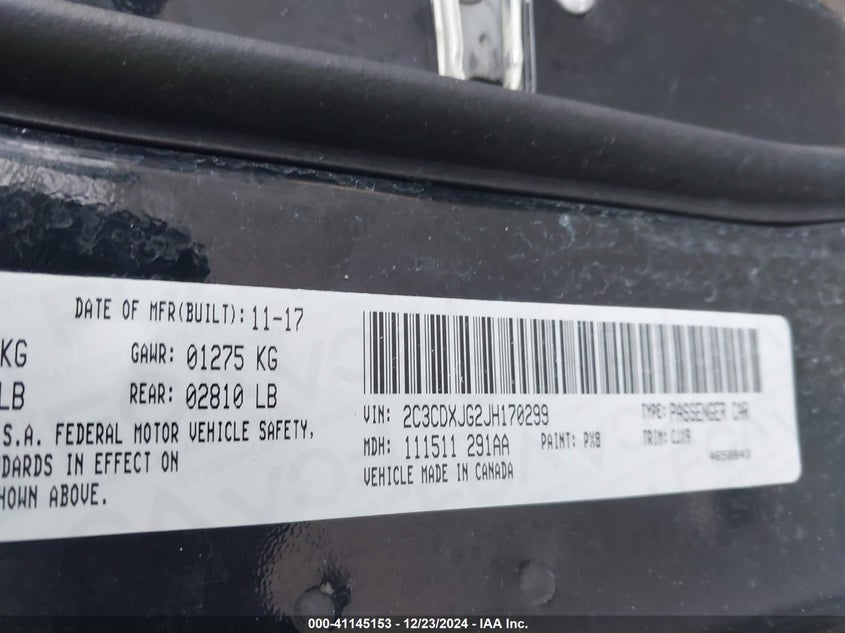 DATE OF MFR(BUILT): 11-17
KG GAWR: 01275 KG
LB REAR: 02810 LB
S.A. FEDERAL MOTOR VEHICLE SAFETY,
DARDS IN EFFECT ON
HOWN ABOVE.
VIN: 2C3CDXJG2JH170299 TYPE: PASSENGER CAR
MDH: 111511 291AA PAINT: PX8 TRIM: CJX9
VEHICLE MADE IN CANADA 4650843
000-41145153 - 12/23/2024 - IAA Inc.